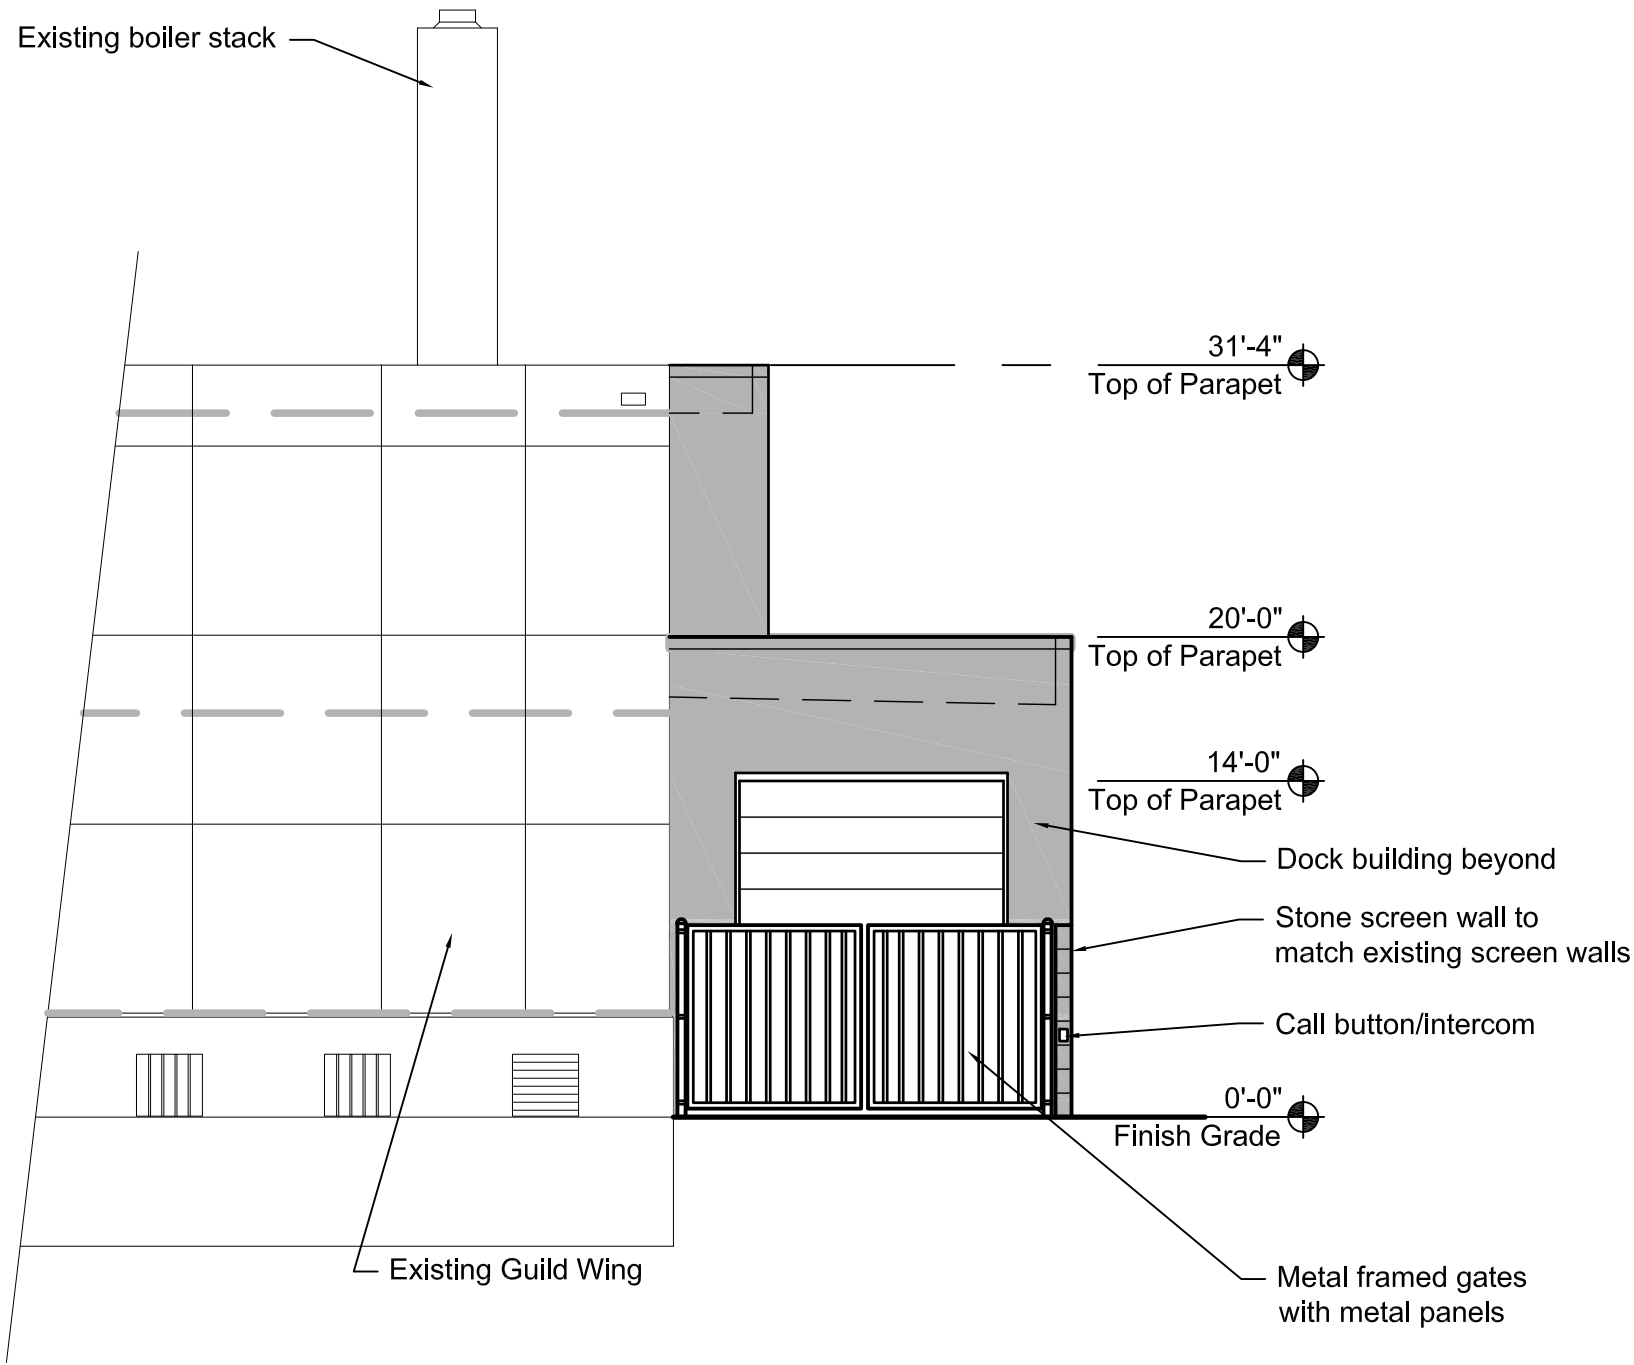 Existing boiler stack
31'-4"
Top of Parapet
20'-0"
Top of Parapet
14'-0"
Top of Parapet
Dock building beyond
Stone screen wall to
match existing screen walls
Call button/intercom
0'-0"
Finish Grade
Existing Guild Wing
Metal framed gates
with metal panels